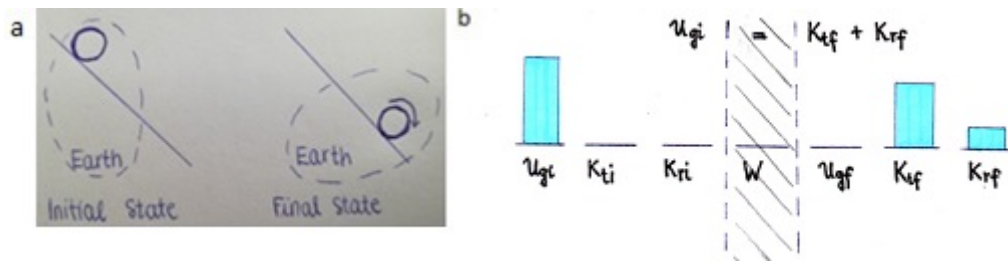 a
Earth
Initial State
Earth
Final State
b
Ugi = Ktf + Krf
Ugi Kti Kri W Ugf Ktf Krf